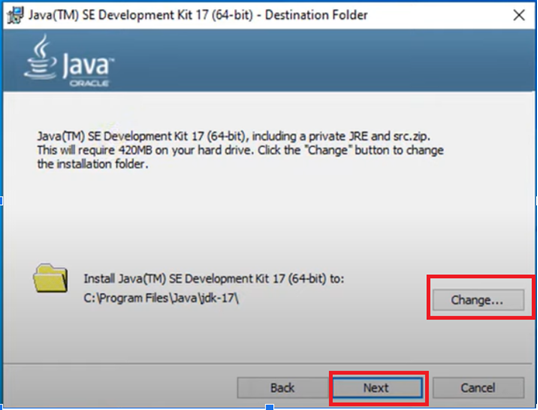 Java(TM) SE Development Kit 17 (64-bit) - Destination Folder
Java
ORACLE
Java(TM) SE Development Kit 17 (64-bit), including a private JRE and src.zip.
This will require 420MB on your hard drive. Click the "Change" button to change
the installation folder.
Install Java(TM) SE Development Kit 17 (64-bit) to:
C:\Program Files\Java\jdk-17\
Change...
Back
Next
Cancel